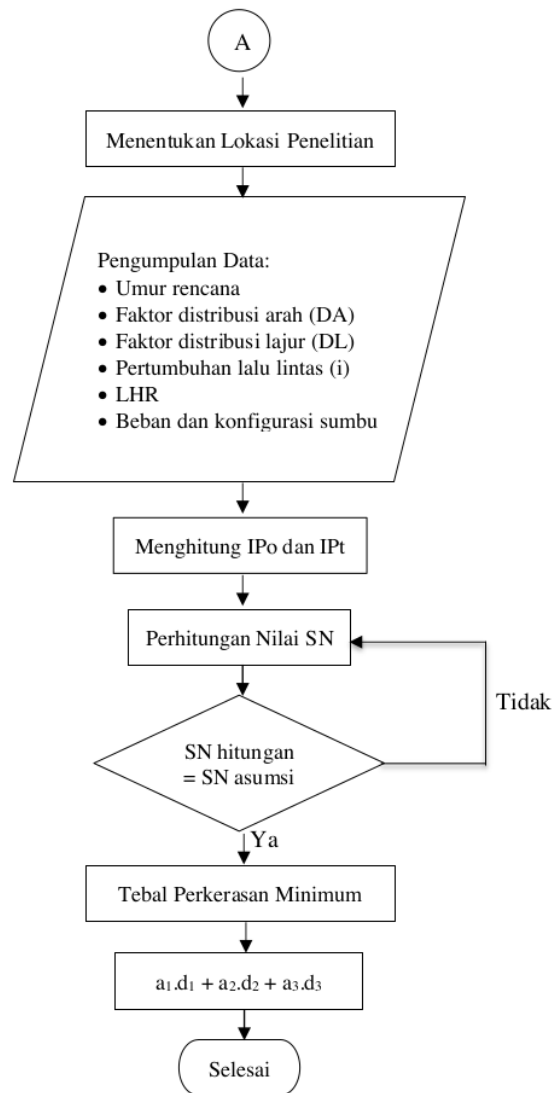 A
Menentukan Lokasi Penelitian
Pengumpulan Data:
• Umur rencana
• Faktor distribusi arah (DA)
• Faktor distribusi lajur (DL)
• Pertumbuhan lalu lintas (i)
• LHR
• Beban dan konfigurasi sumbu
Menghitung IPo dan IPt
Perhitungan Nilai SN
Tidak
SN hitungan
= SN asumsi
Ya
Tebal Perkerasan Minimum
a₁.d₁ + a₂.d₂ + a₃.d₃
Selesai